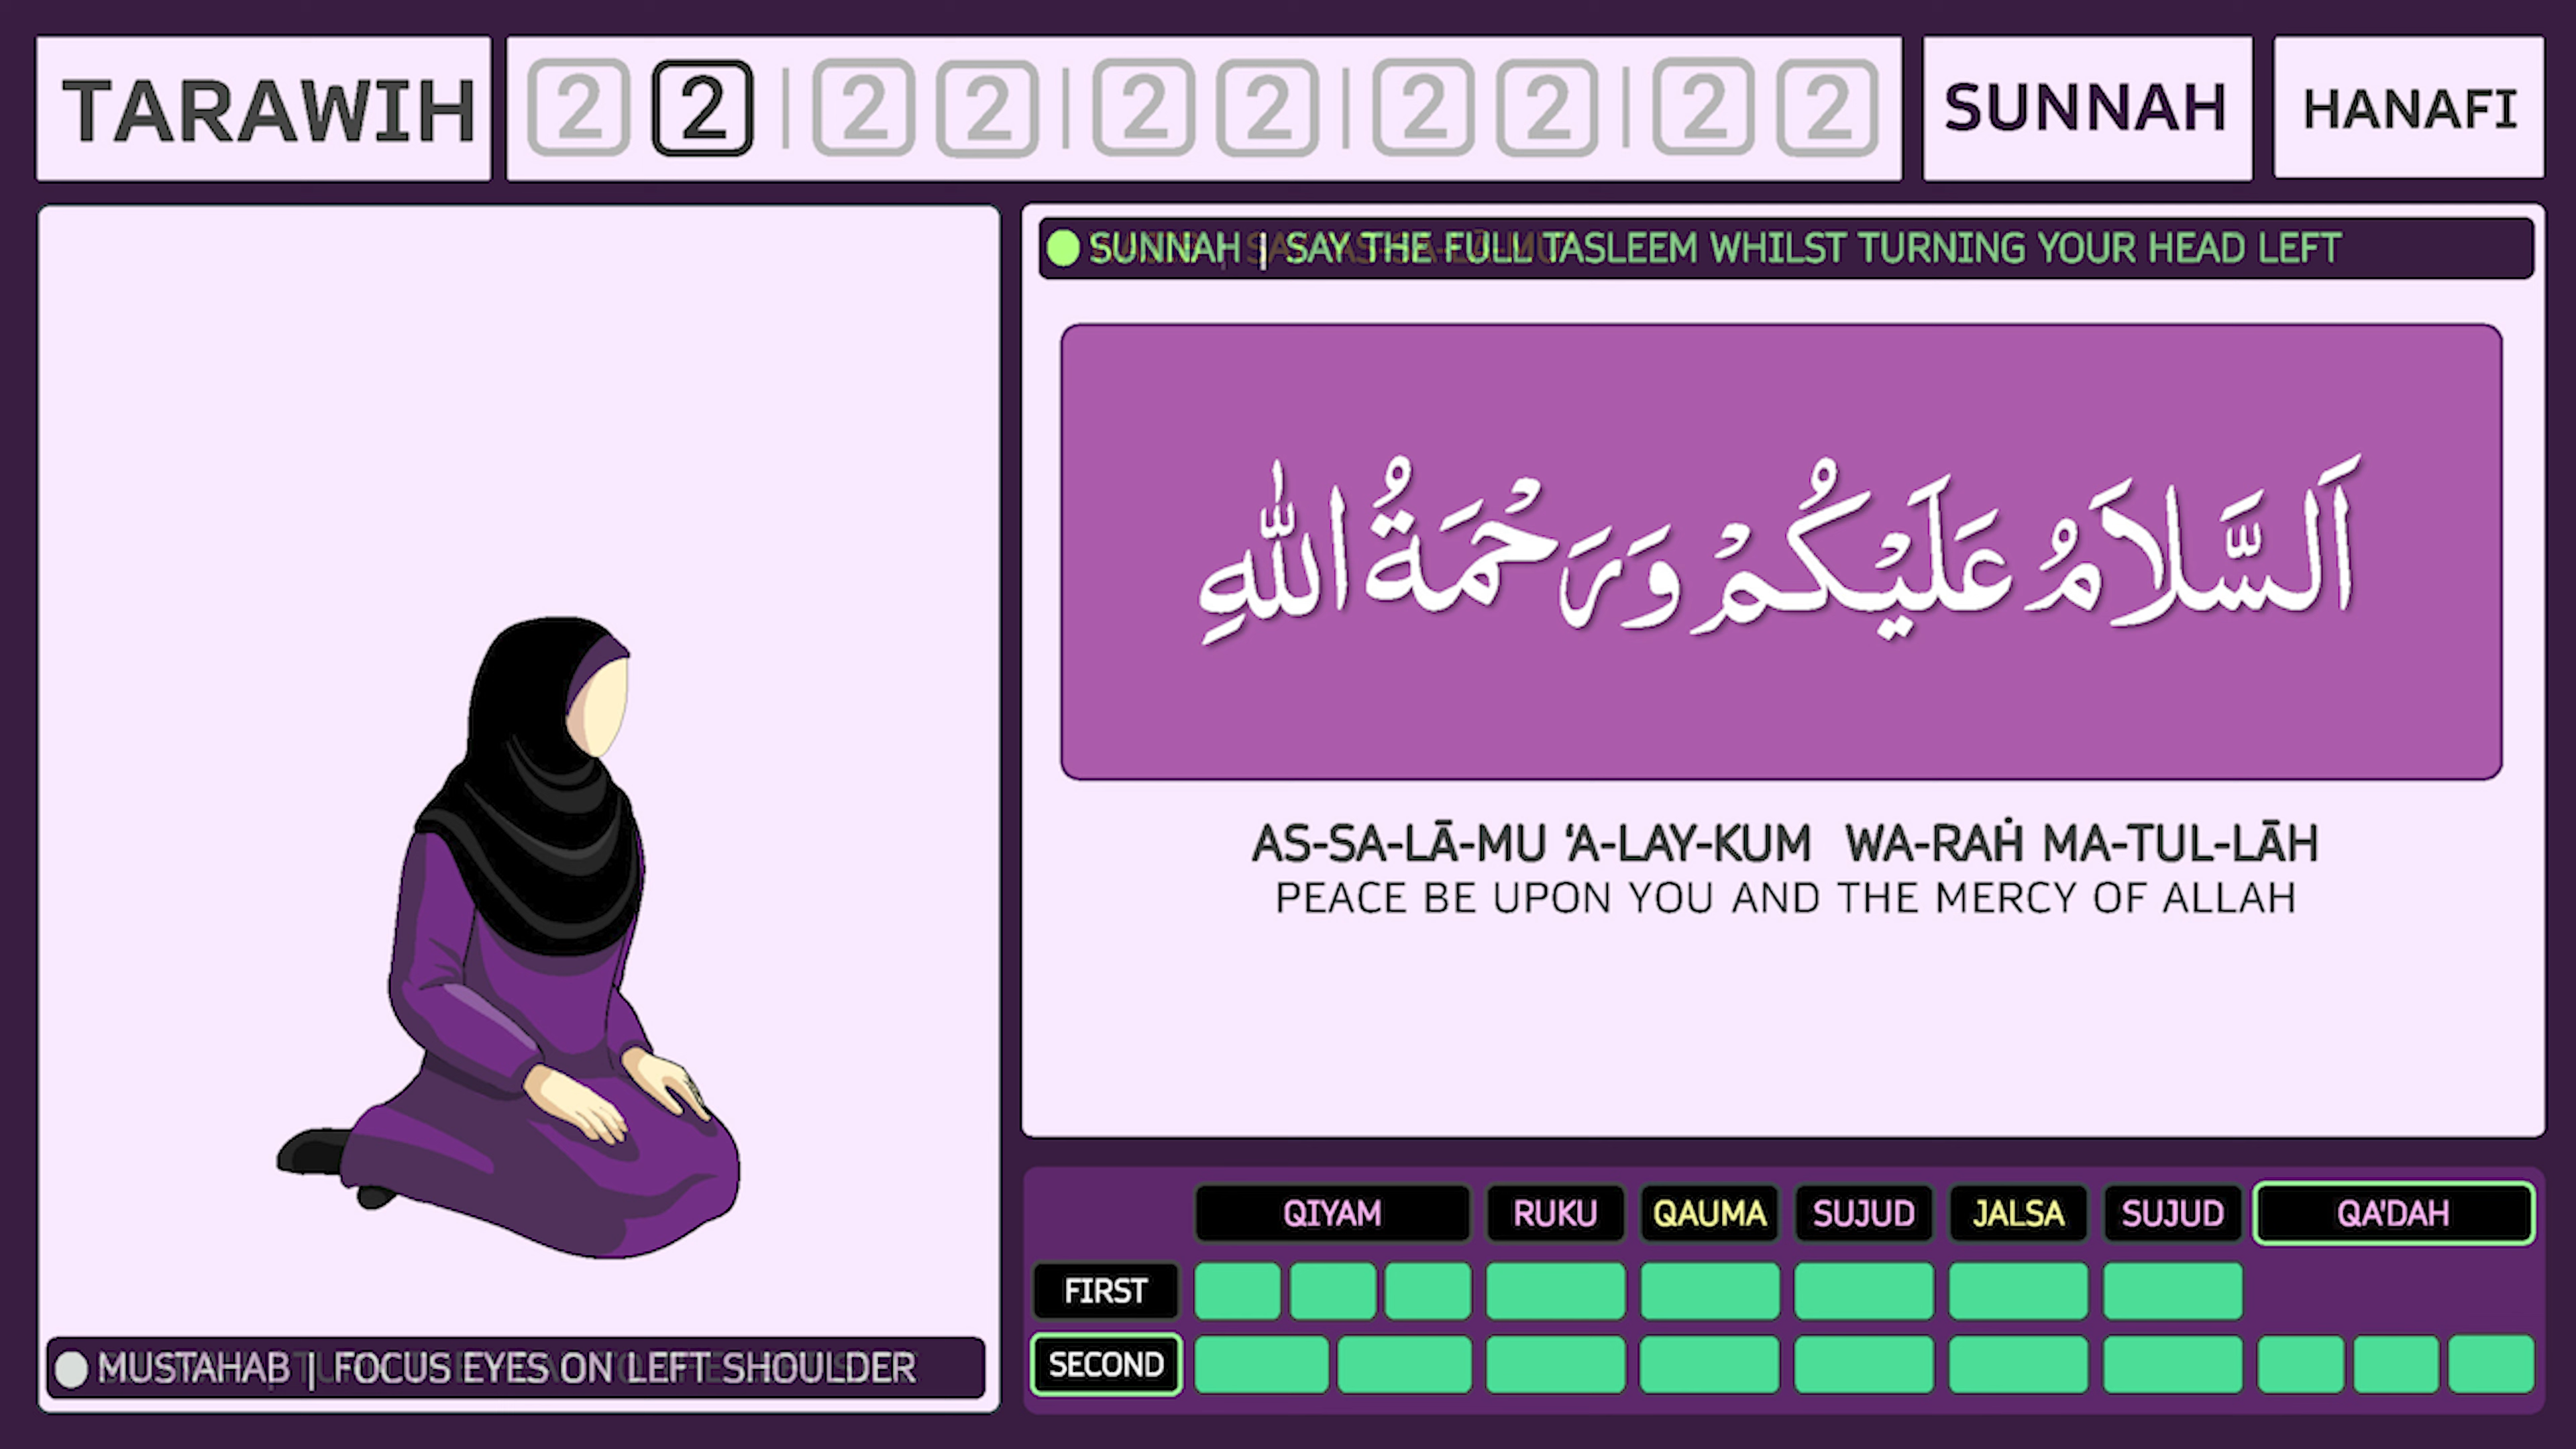 TARAWIH
2 2 | 2 2 | 2 2 | 2 2 | 2 2
SUNNAH
HANAFI
SUNNAH | SAY THE FULL TASLEEM WHILST TURNING YOUR HEAD LEFT
اَلسَّلاَمُ عَلَيْكُمْ وَرَحْمَةُ اللهِ
AS-SA-LĀ-MU ‘A-LAY-KUM WA-RAḢ MA-TUL-LĀH
PEACE BE UPON YOU AND THE MERCY OF ALLAH
MUSTAHAB | FOCUS EYES ON LEFT SHOULDER
QIYAM RUKU QAUMA SUJUD JALSA SUJUD QA'DAH
FIRST
SECOND